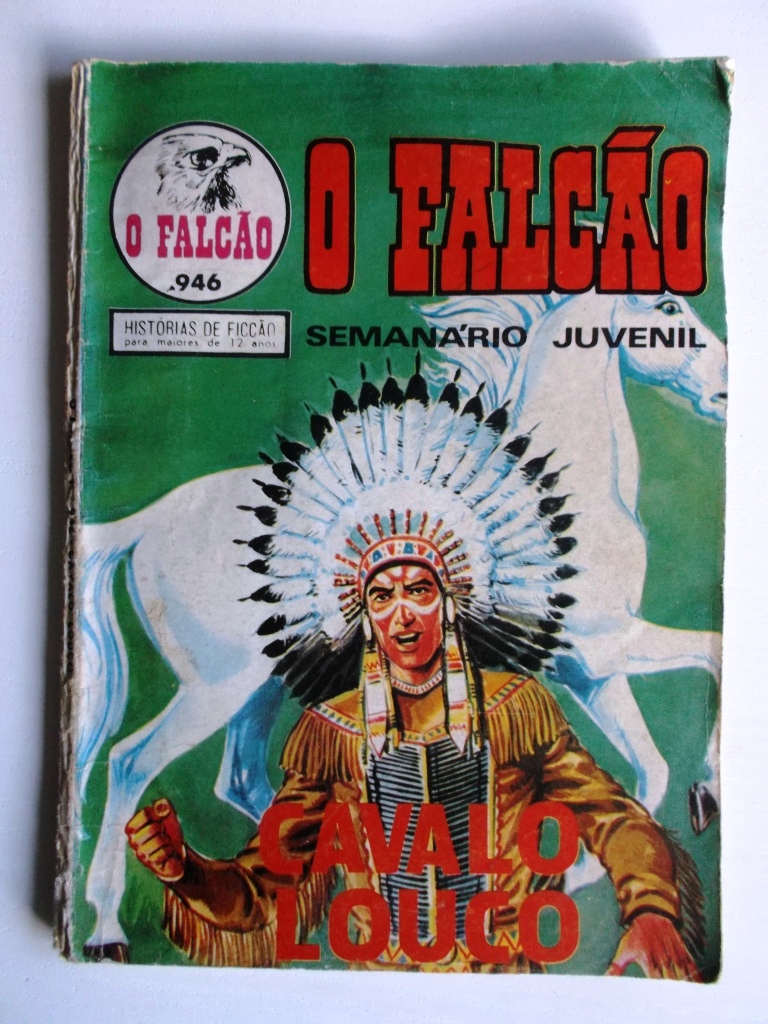 O FALCÃO
.946
HISTÓRIAS DE FICÇÃO
para maiores de 12 anos
O FALCÃO
SEMANÁRIO JUVENIL
CAVALO
LOUCO